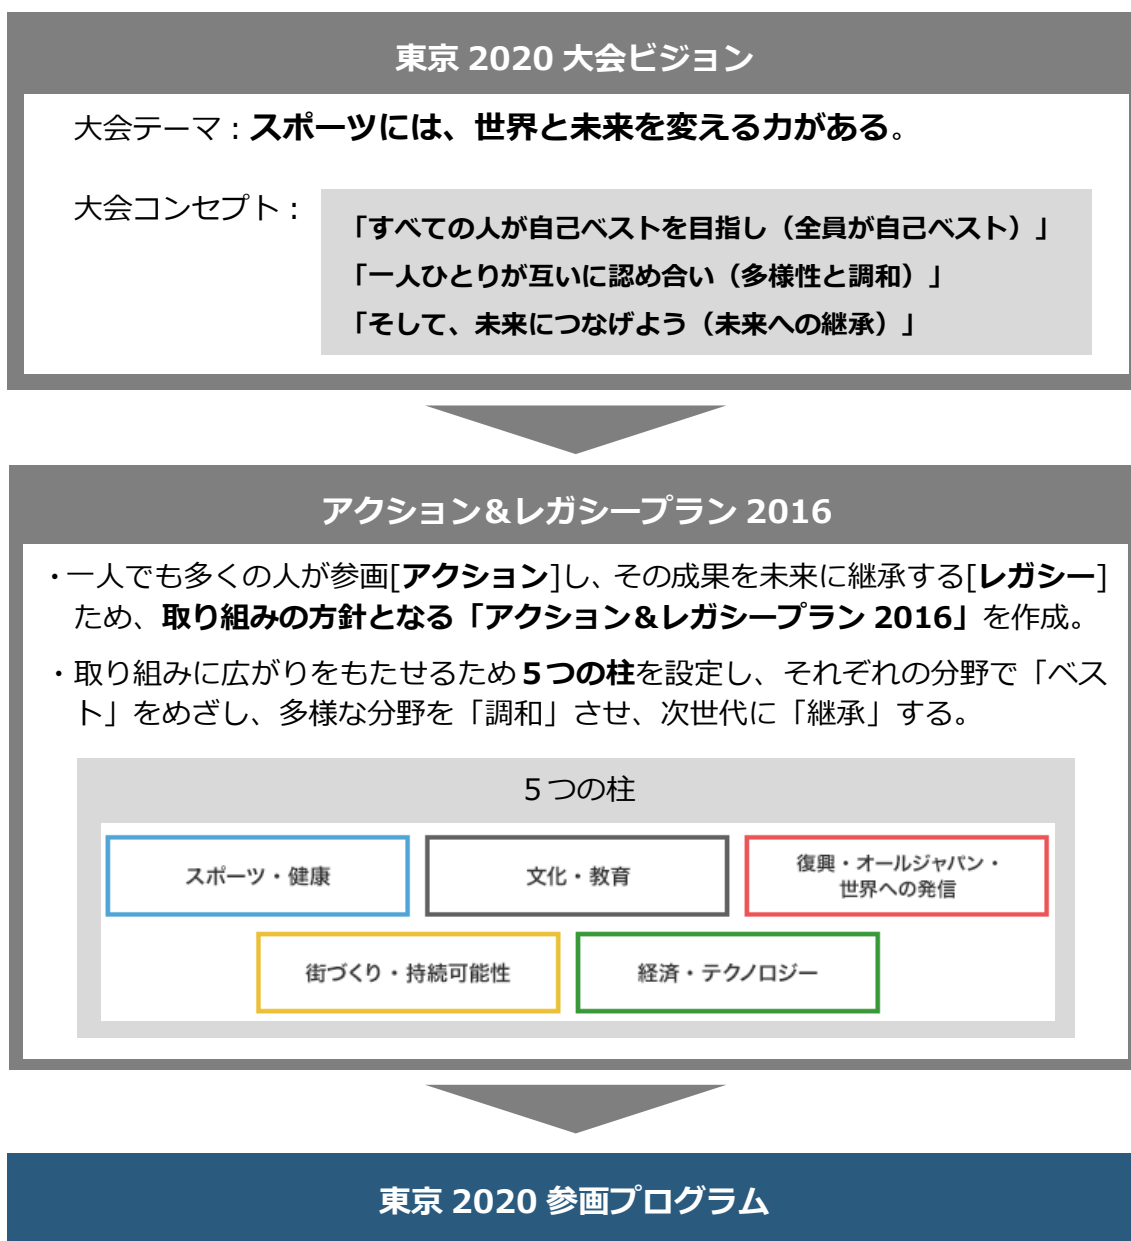 東京 2020 大会ビジョン
大会テーマ：スポーツには、世界と未来を変える力がある。
大会コンセプト：
「すべての人が自己ベストを目指し（全員が自己ベスト）」
「一人ひとりが互いに認め合い（多様性と調和）」
「そして、未来につなげよう（未来への継承）」
アクション＆レガシープラン 2016
・一人でも多くの人が参画[アクション]し、その成果を未来に継承する[レガシー]
ため、取り組みの方針となる「アクション＆レガシープラン 2016」を作成。
・取り組みに広がりをもたせるため５つの柱を設定し、それぞれの分野で「ベス
ト」をめざし、多様な分野を「調和」させ、次世代に「継承」する。
５つの柱
スポーツ・健康
文化・教育
復興・オールジャパン・
世界への発信
街づくり・持続可能性
経済・テクノロジー
東京 2020 参画プログラム